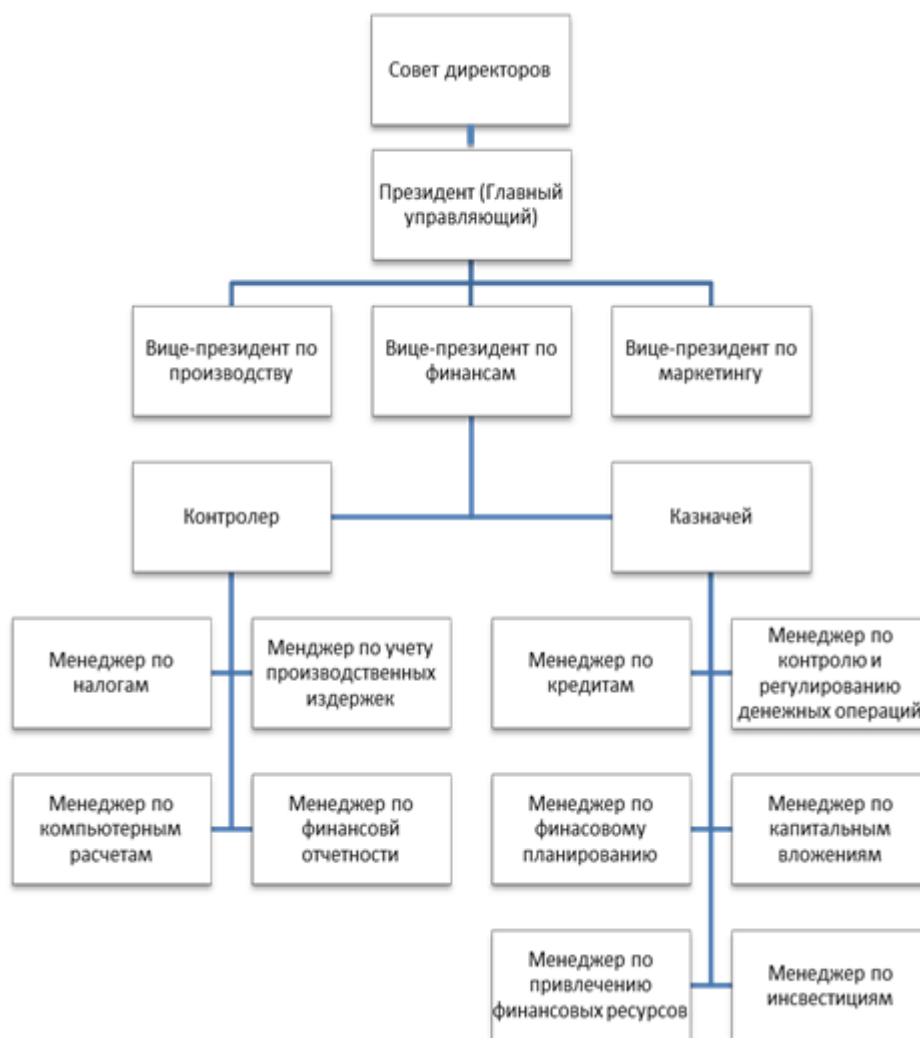 Совет директоров
Президент (Главный
управляющий)
Вице-президент по
производству
Вице-президент по
финансам
Вице-президент по
маркетингу
Контролер
Казначей
Менеджер по
налогам
Менджер по учету
производственных
издержек
Менеджер по
кредитам
Менеджер по
контролю и
регулированию
денежных операций
Менеджер по
компьютерным
расчетам
Менеджер по
финансовй
отчетности
Менеджер по
финасовому
планированию
Менеджер по
капитальным
вложениям
Менеджер по
привлечению
финансовых ресурсов
Менеджер по
инсвестициям